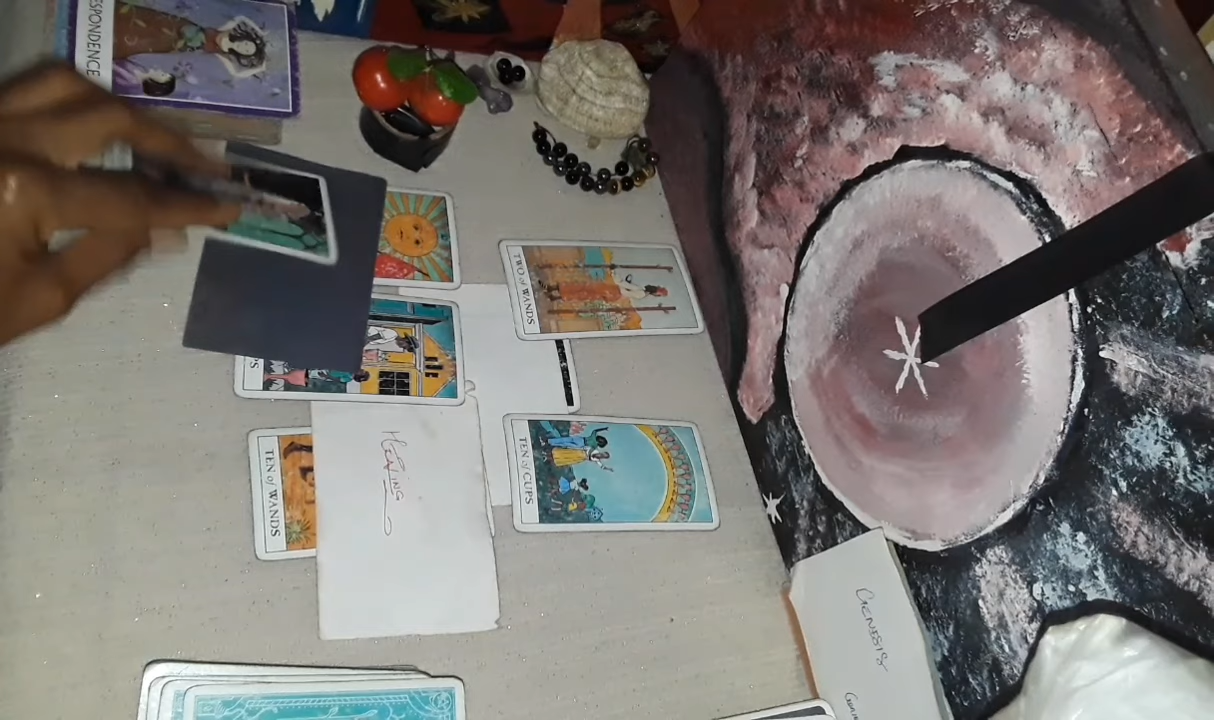 RESPONDENCE
TWO of WANDS
TEN of WANDS
HEALING
TEN of CUPS
GENESIS